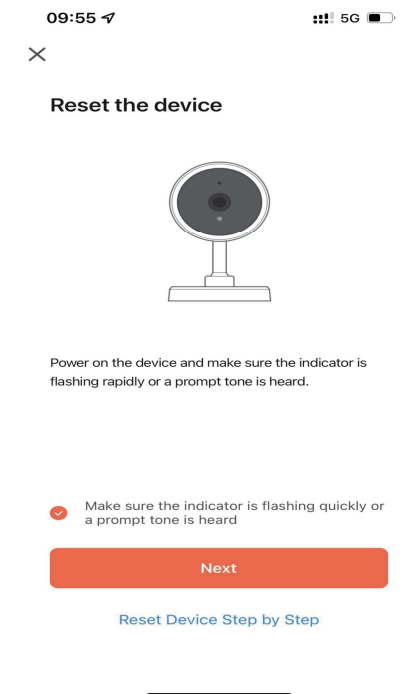 09:55
5G
Reset the device
Power on the device and make sure the indicator is
flashing rapidly or a prompt tone is heard.
Make sure the indicator is flashing quickly or
a prompt tone is heard
Next
Reset Device Step by Step